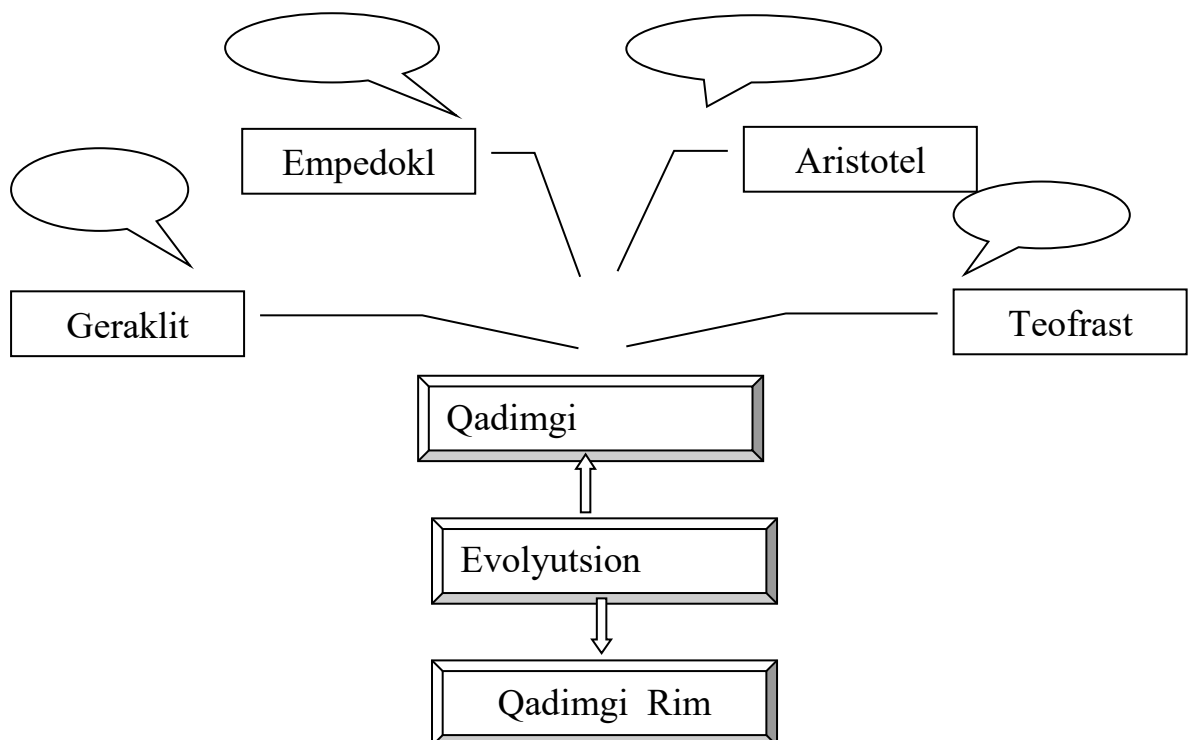 Empedokl
Aristotel
Geraklit
Teofrast
Qadimgi
Evolyutsion
Qadimgi Rim